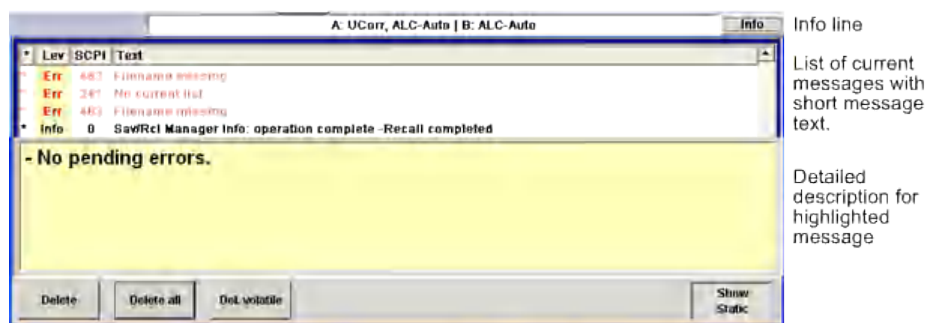 A: UCorr, ALC-Auto | B: ALC-Auto Info
* Lev SCPI Text
Err Filename missing
Err 241 No current list
Err Filename missing
* Info 0 Sav/Rcl Manager Info: operation complete -Recall completed
- No pending errors.
Delete Delete all Del. volatile Show Static
Info line
List of current
messages with
short message
text.
Detailed
description for
highlighted
message